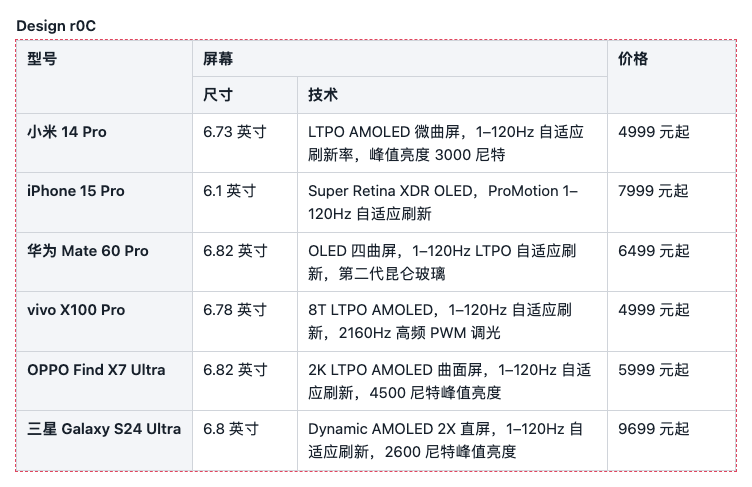 Design r0C
型号 屏幕 价格
尺寸 技术
小米 14 Pro 6.73 英寸 LTPO AMOLED 微曲屏，1–120Hz 自适应 4999 元起
刷新率，峰值亮度 3000 尼特
iPhone 15 Pro 6.1 英寸 Super Retina XDR OLED，ProMotion 1– 7999 元起
120Hz 自适应刷新
华为 Mate 60 Pro 6.82 英寸 OLED 四曲屏，1–120Hz LTPO 自适应刷 6499 元起
新，第二代昆仑玻璃
vivo X100 Pro 6.78 英寸 8T LTPO AMOLED，1–120Hz 自适应刷 4999 元起
新，2160Hz 高频 PWM 调光
OPPO Find X7 Ultra 6.82 英寸 2K LTPO AMOLED 曲面屏，1–120Hz 自适 5999 元起
应刷新，4500 尼特峰值亮度
三星 Galaxy S24 Ultra 6.8 英寸 Dynamic AMOLED 2X 直屏，1–120Hz 自 9699 元起
适应刷新，2600 尼特峰值亮度